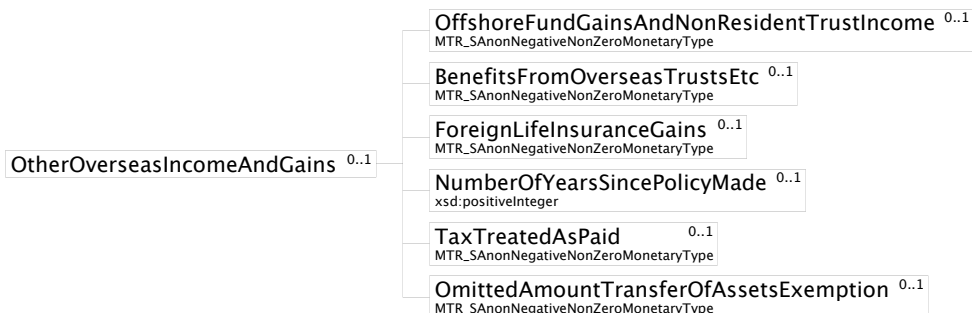 OffshoreFundGainsAndNonResidentTrustIncome 0..1
MTR_SAnonNegativeNonZeroMonetaryType
BenefitsFromOverseasTrustsEtc 0..1
MTR_SAnonNegativeNonZeroMonetaryType
ForeignLifeInsuranceGains 0..1
MTR_SAnonNegativeNonZeroMonetaryType
OtherOverseasIncomeAndGains 0..1
NumberOfYearsSincePolicyMade 0..1
xsd:positiveInteger
TaxTreatedAsPaid 0..1
MTR_SAnonNegativeNonZeroMonetaryType
OmittedAmountTransferOfAssetsExemption 0..1
MTR_SAnonNegativeNonZeroMonetaryType